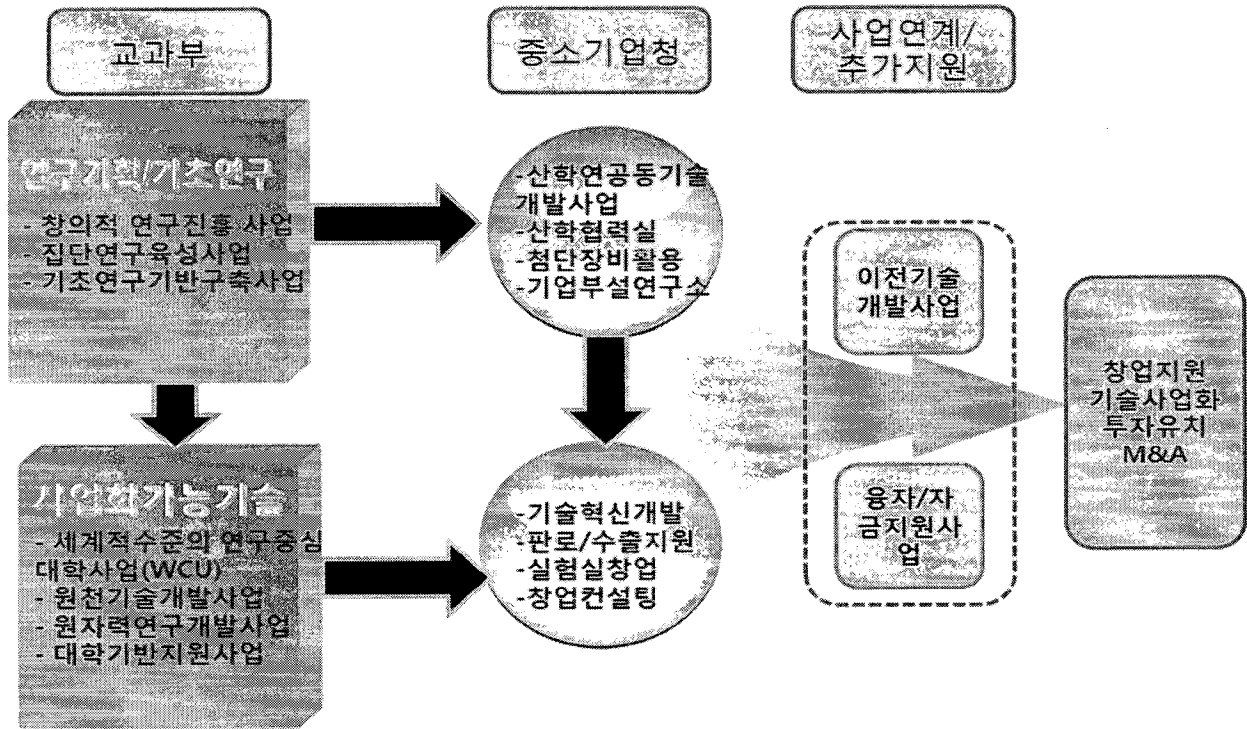 교과부
중소기업청
사업연계/
추가지원
연구기획/기초연구
- 창의적 연구진흥 사업
- 집단연구육성사업
- 기초연구기반구축사업
-산학연공동기술
개발사업
-산학협력실
-첨단장비활용
-기업부설연구소
사업화가능기술
- 세계적수준의 연구중심
대학사업(WCU)
- 원천기술개발사업
- 원자력연구개발사업
- 대학기반지원사업
-기술혁신개발
-판로/수출지원
-실험실창업
-창업컨설팅
이전기술
개발사업
융자/자
금지원사
업
창업지원
기술사업화
투자유치
M&A